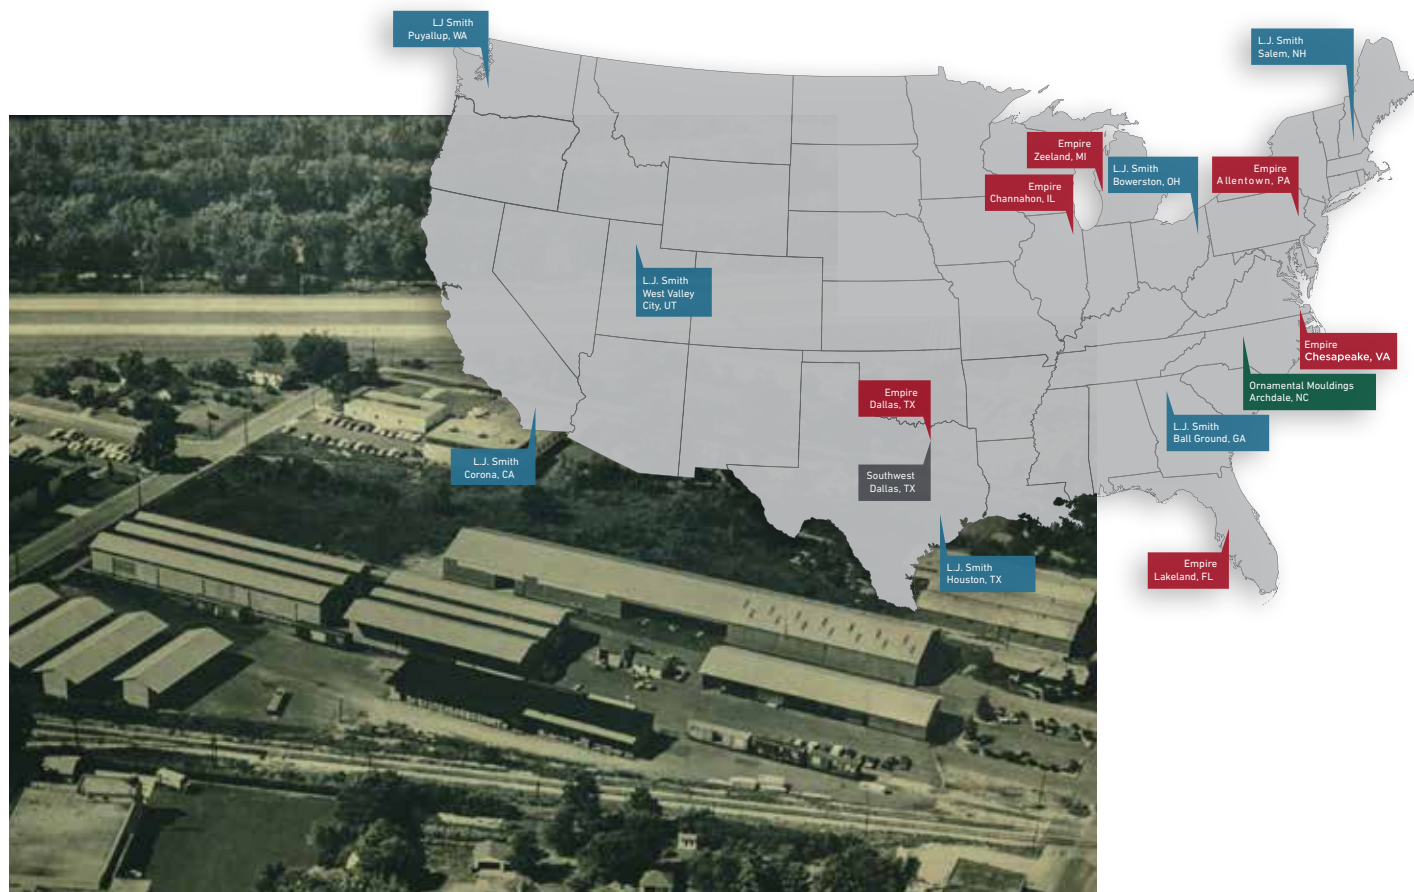 LJ Smith
Puyallup, WA
L.J. Smith
Salem, NH
Empire
Zeeland, MI
L.J. Smith
Bowerston, OH
Empire
Allentown, PA
Empire
Channahon, IL
L.J. Smith
West Valley
City, UT
Empire
Chesapeake, VA
Empire
Dallas, TX
Ornamental Mouldings
Archdale, NC
L.J. Smith
Ball Ground, GA
L.J. Smith
Corona, CA
Southwest
Dallas, TX
Empire
Lakeland, FL
L.J. Smith
Houston, TX